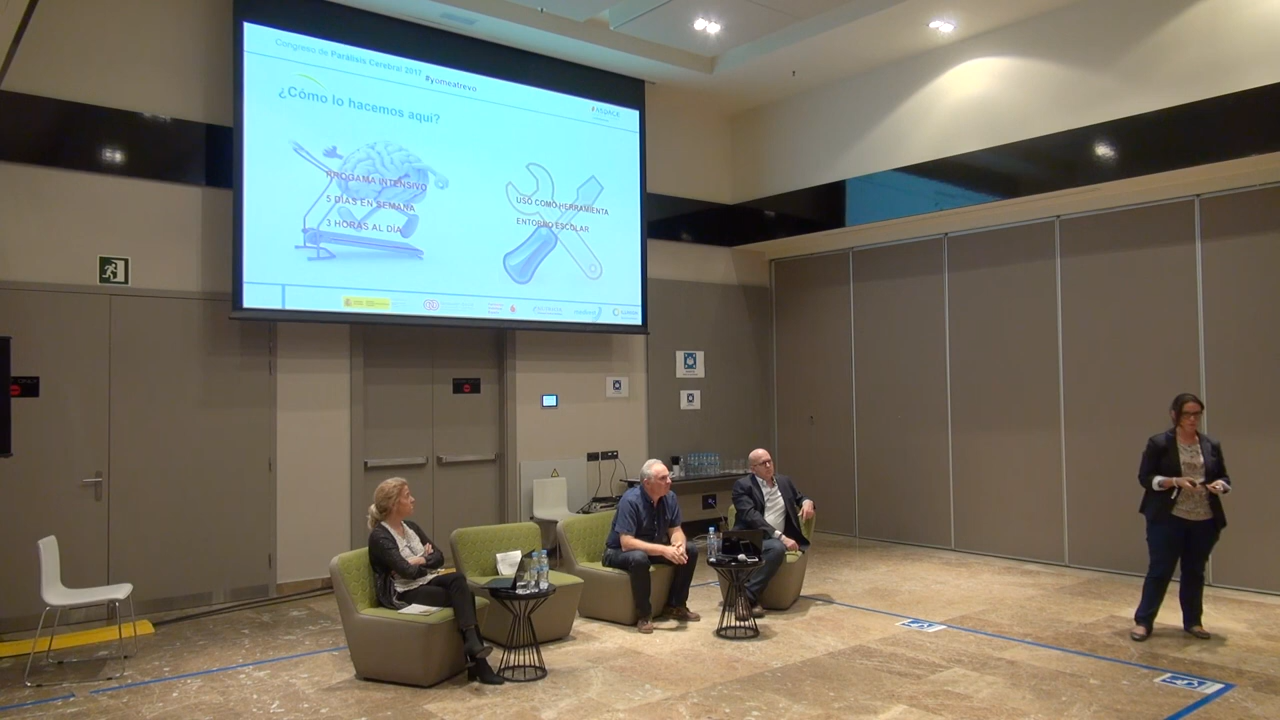 Congreso de Parálisis Cerebral 2017 #yomeatrevo
aspace
¿Cómo lo hacemos aquí?
PROGAMA INTENSIVO
5 DÍAS EN SEMANA
3 HORAS AL DÍA
USO COMO HERRAMIENTA
ENTORNO ESCOLAR